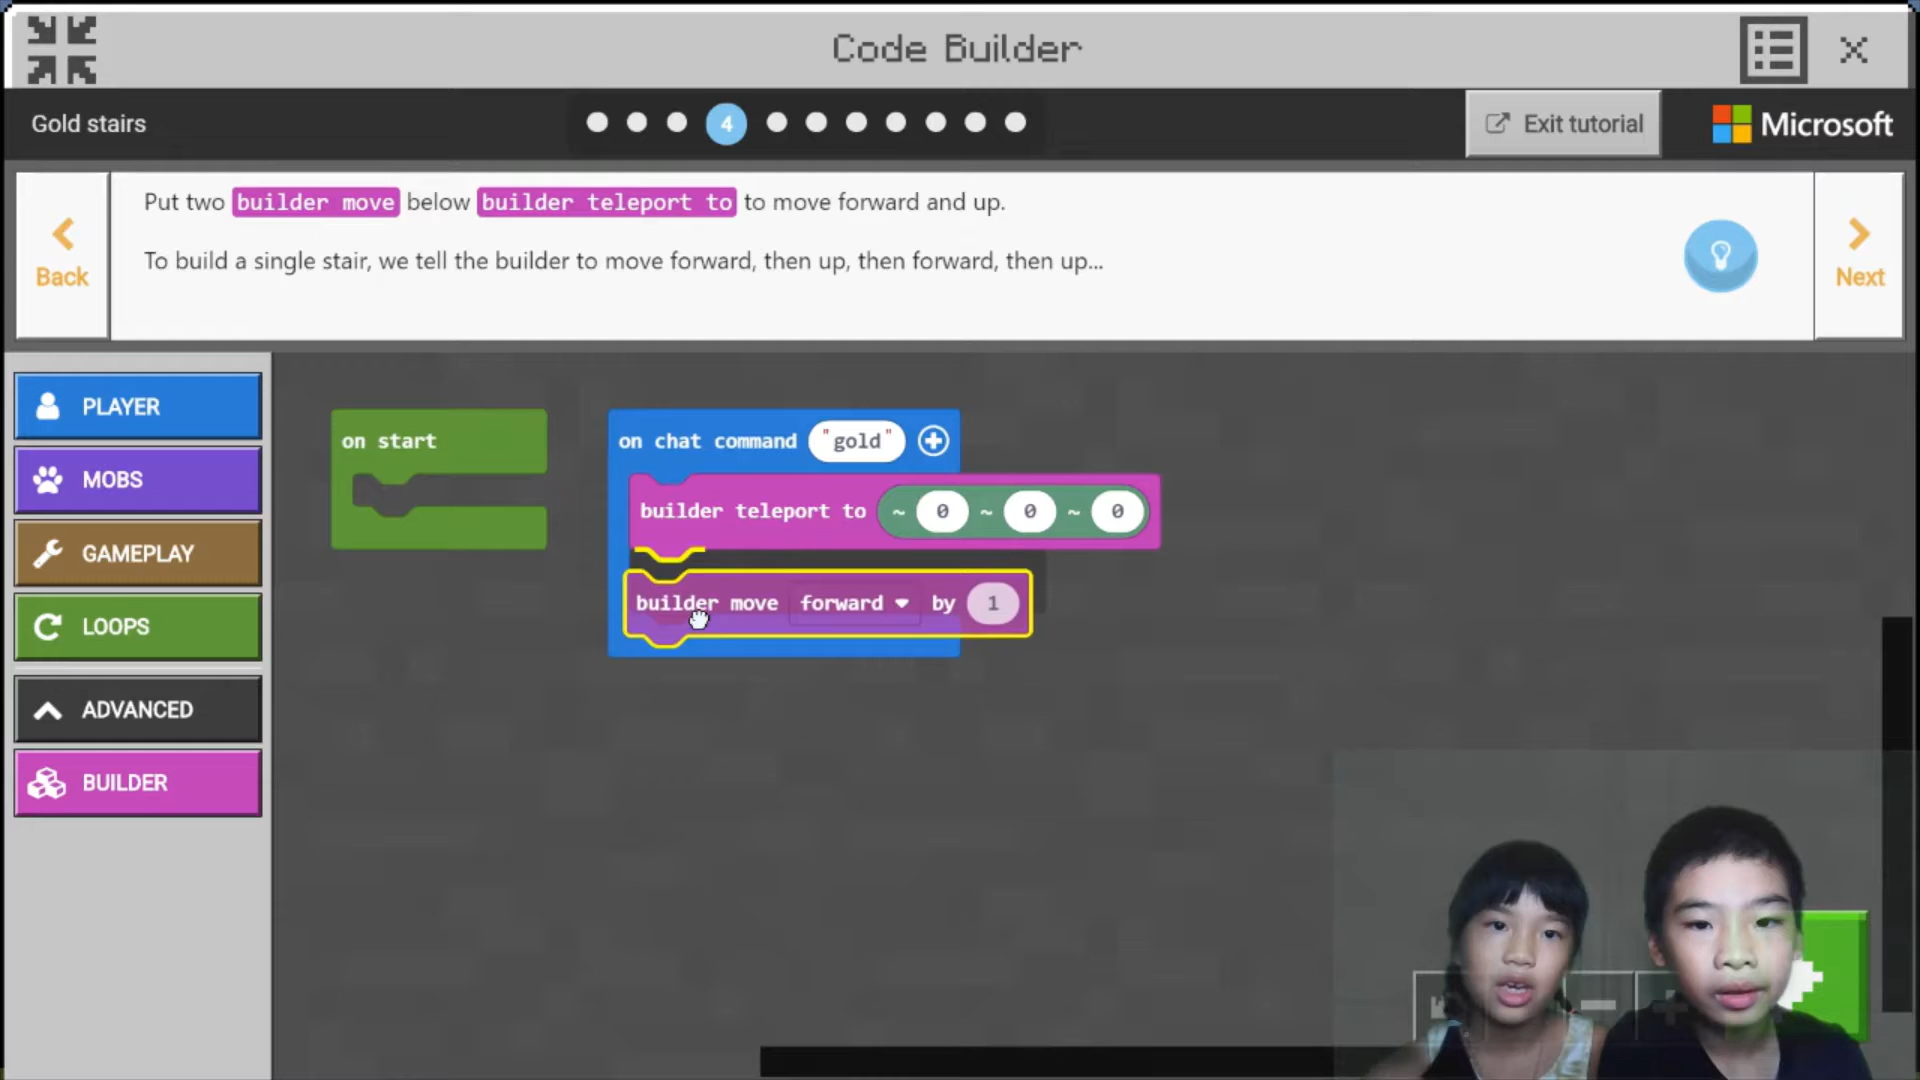 Code Builder
Gold stairs
4
Exit tutorial
Microsoft
Put two builder move below builder teleport to to move forward and up.
To build a single stair, we tell the builder to move forward, then up, then forward, then up...
Back
Next
PLAYER
MOBS
GAMEPLAY
LOOPS
ADVANCED
BUILDER
on start
on chat command "gold"
builder teleport to ~ 0 ~ 0 ~ 0
builder move forward by 1